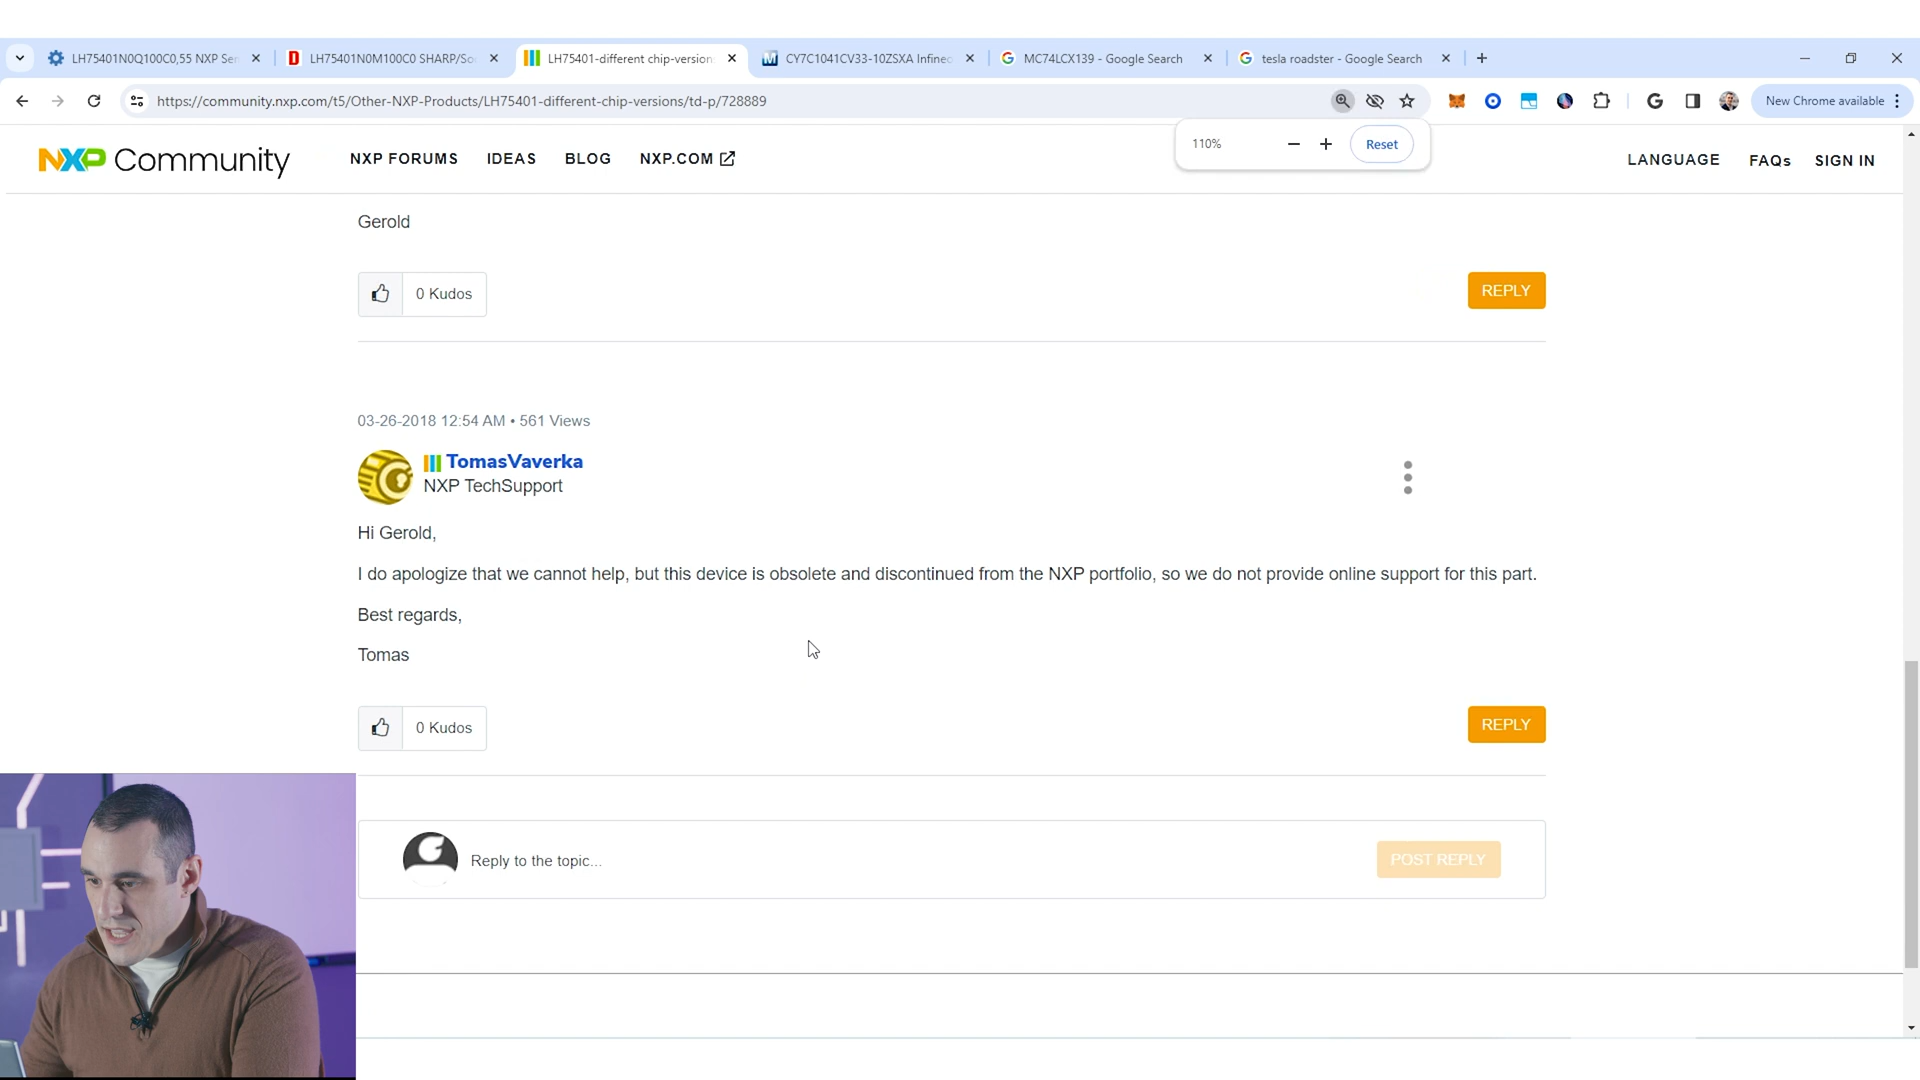 LH75401N0Q100C0,55 NXP Sem
LH75401N0M100C0 SHARP/So
LH75401-different chip-version
CY7C1041CV33-10ZSXA Infineo
MC74LCX139 - Google Search
tesla roadster - Google Search
https://community.nxp.com/t5/Other-NXP-Products/LH75401-different-chip-versions/td-p/728889
New Chrome available
110%
Reset
NXP Community
NXP FORUMS
IDEAS
BLOG
NXP.COM
LANGUAGE
FAQs
SIGN IN
Gerold
0 Kudos
REPLY
03-26-2018 12:54 AM • 561 Views
TomasVaverka
NXP TechSupport
Hi Gerold,
I do apologize that we cannot help, but this device is obsolete and discontinued from the NXP portfolio, so we do not provide online support for this part.
Best regards,
Tomas
0 Kudos
REPLY
Reply to the topic...
POST REPLY